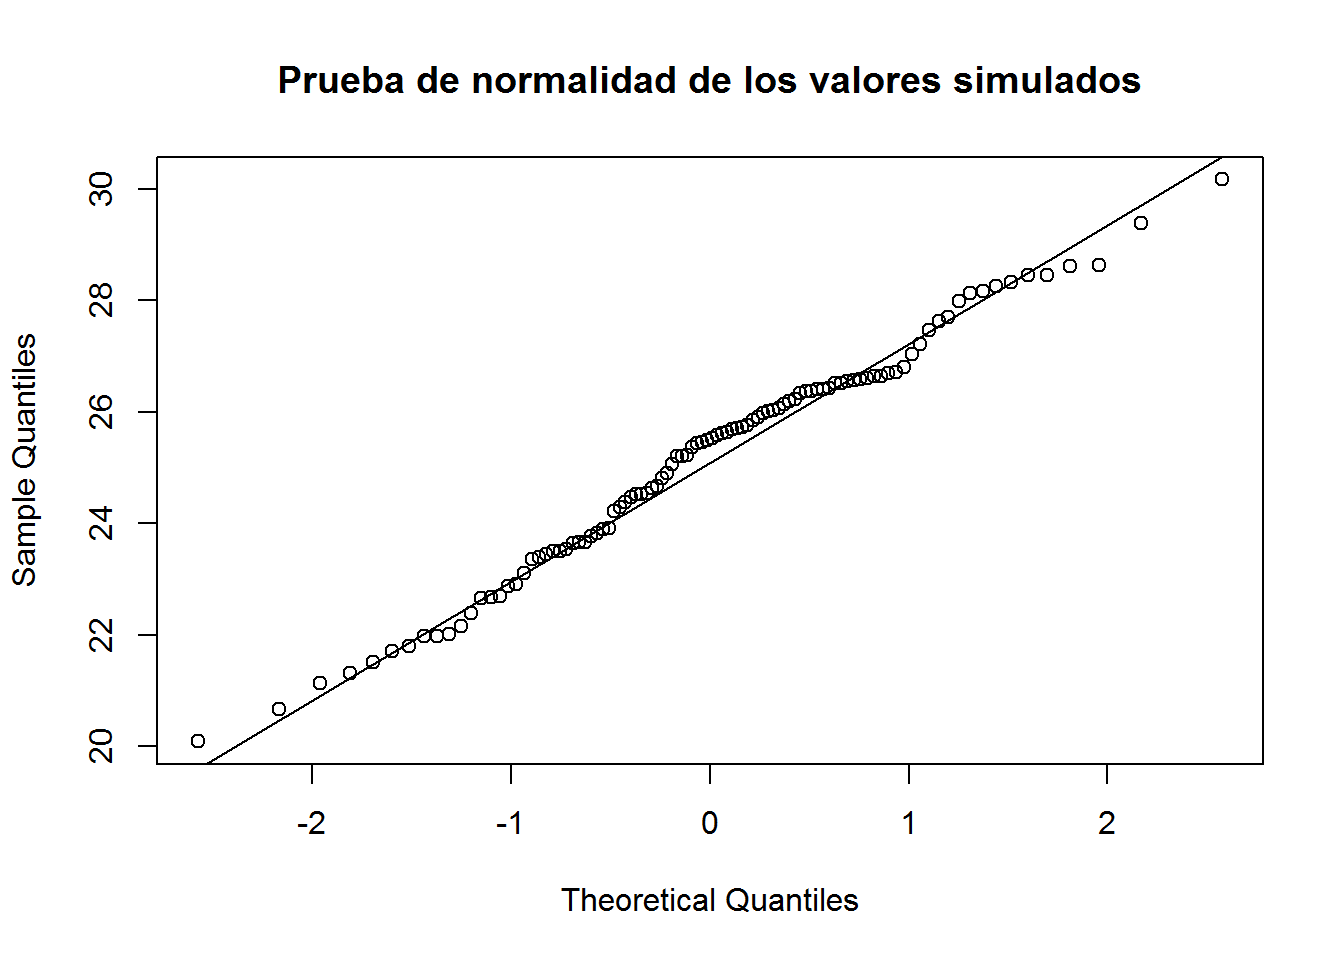 Prueba de normalidad de los valores simulados
Sample Quantiles
30
28
26
24
22
20
-2 -1 0 1 2
Theoretical Quantiles